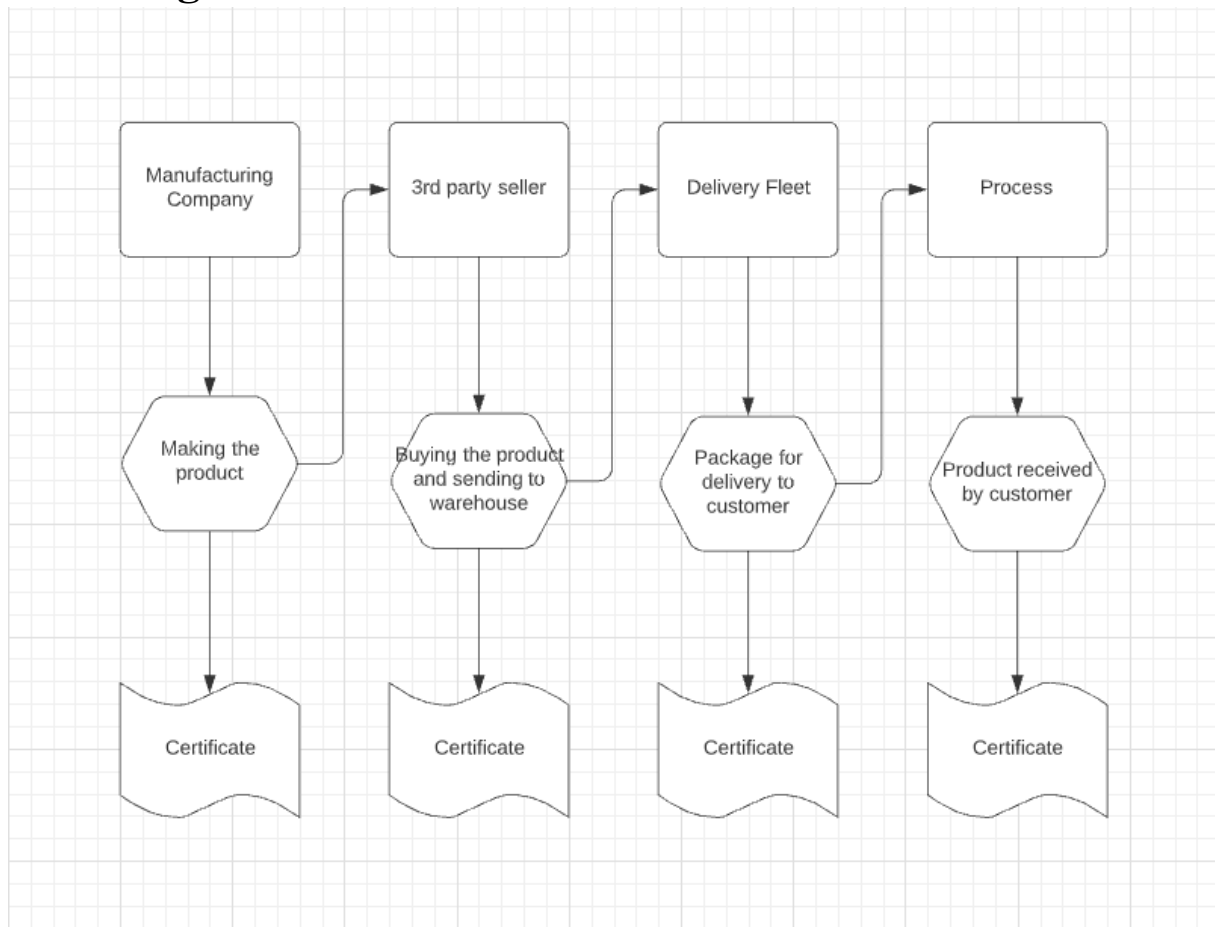 Manufacturing
Company
3rd party seller
Delivery Fleet
Process
Making the
product
Buying the product
and sending to
warehouse
Package for
delivery to
customer
Product received
by customer
Certificate
Certificate
Certificate
Certificate